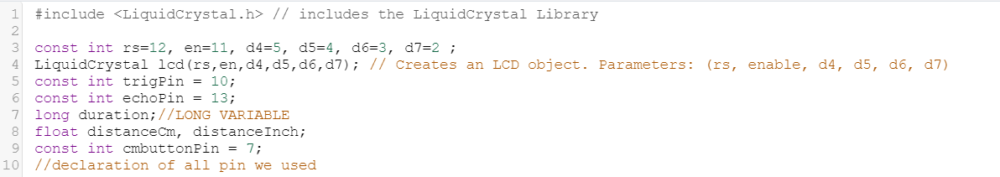 1 #include <LiquidCrystal.h> // includes the LiquidCrystal Library
2
3 const int rs=12, en=11, d4=5, d5=4, d6=3, d7=2 ;
4 LiquidCrystal lcd(rs,en,d4,d5,d6,d7); // Creates an LCD object. Parameters: (rs, enable, d4, d5, d6, d7)
5 const int trigPin = 10;
6 const int echoPin = 13;
7 long duration;//LONG VARIABLE
8 float distanceCm, distanceInch;
9 const int cmbuttonPin = 7;
10 //declaration of all pin we used